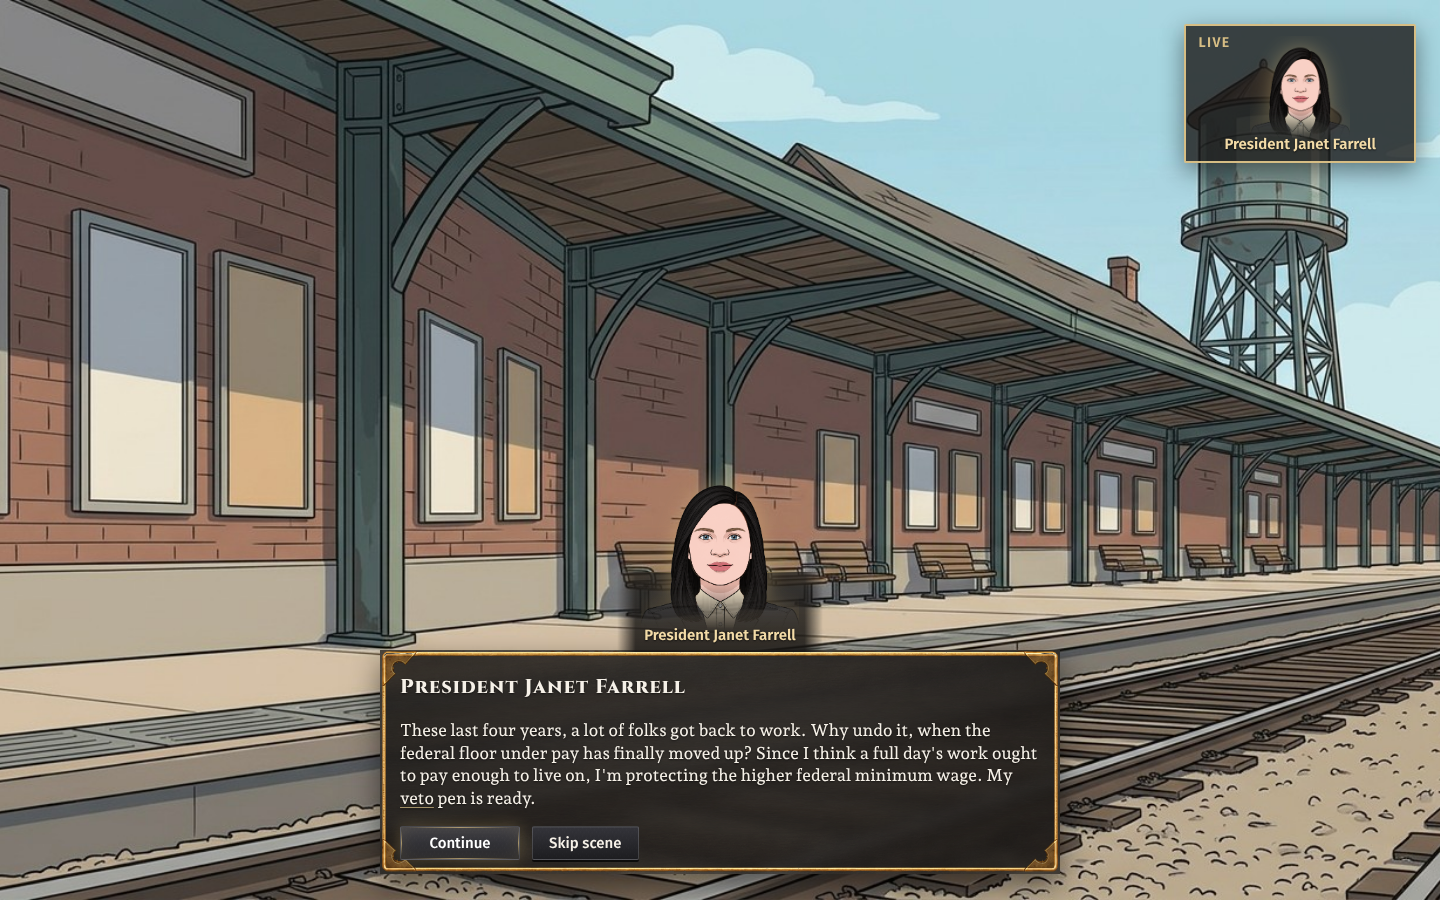 LIVE
President Janet Farrell
President Janet Farrell
President Janet Farrell
These last four years, a lot of folks got back to work. Why undo it, when the
federal floor under pay has finally moved up? Since I think a full day's work ought
to pay enough to live on, I'm protecting the higher federal minimum wage. My
veto pen is ready.
Continue
Skip scene